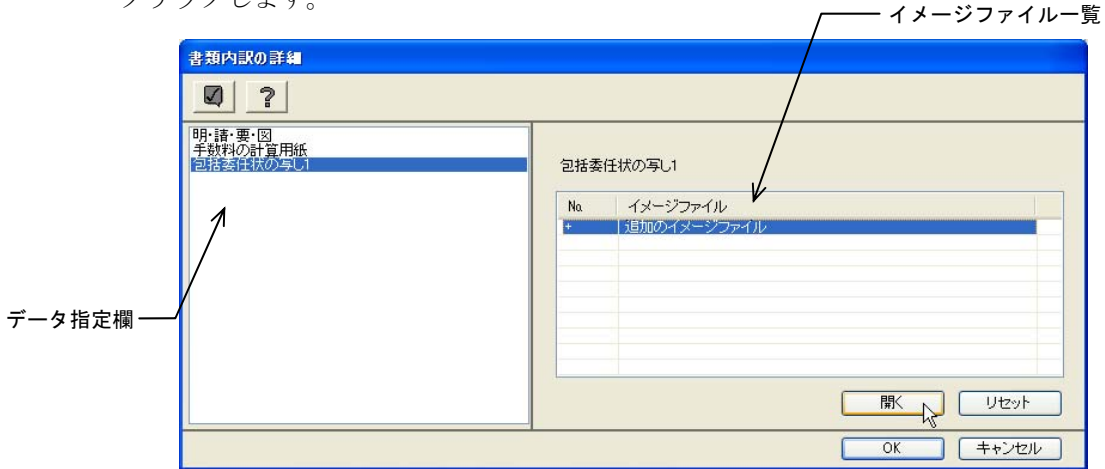 クリックします。
イメージファイル一覧
書類内訳の詳細
?
明・請・要・図
手数料の計算用紙
包括委任状の写し1
包括委任状の写し1
No. イメージファイル
+ 追加のイメージファイル
データ指定欄
開く リセット
OK キャンセル